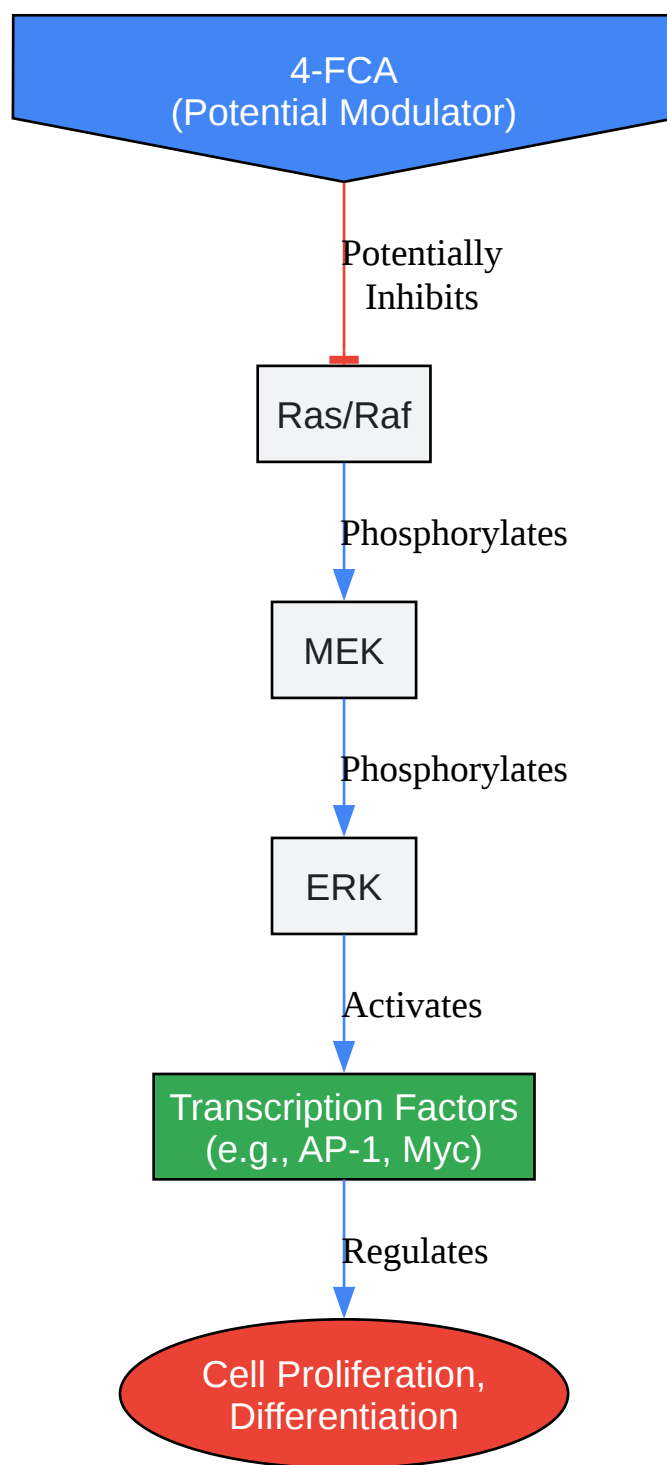 4-FCA
(Potential Modulator)
Potentially
Inhibits
Ras/Raf
Phosphorylates
MEK
Phosphorylates
ERK
Activates
Transcription Factors
(e.g., AP-1, Myc)
Regulates
Cell Proliferation,
Differentiation